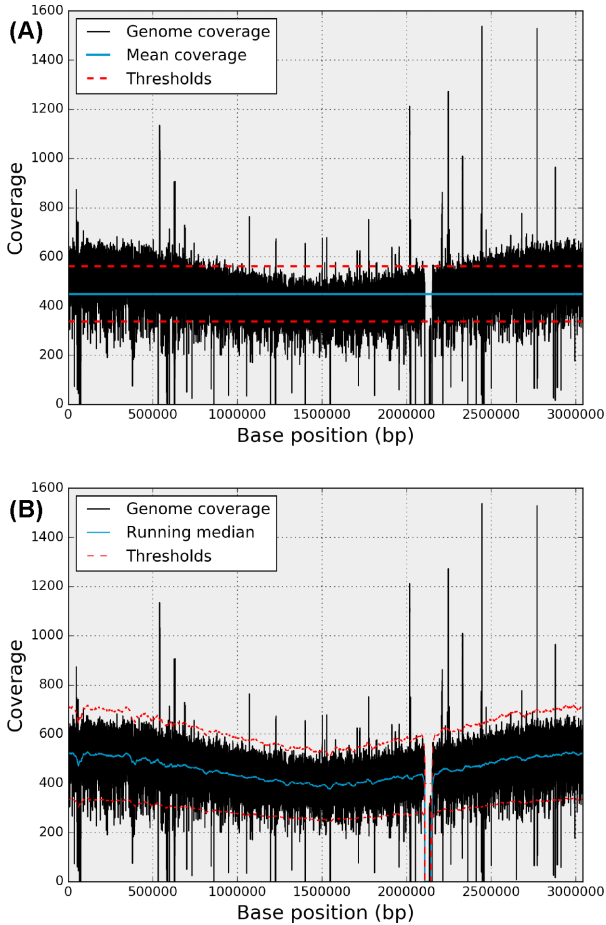 (A)
Genome coverage
Mean coverage
Thresholds
Coverage
1600
1400
1200
1000
800
600
400
200
0
0 500000 1000000 1500000 2000000 2500000 3000000
Base position (bp)
(B)
Genome coverage
Running median
Thresholds
Coverage
1600
1400
1200
1000
800
600
400
200
0
0 500000 1000000 1500000 2000000 2500000 3000000
Base position (bp)